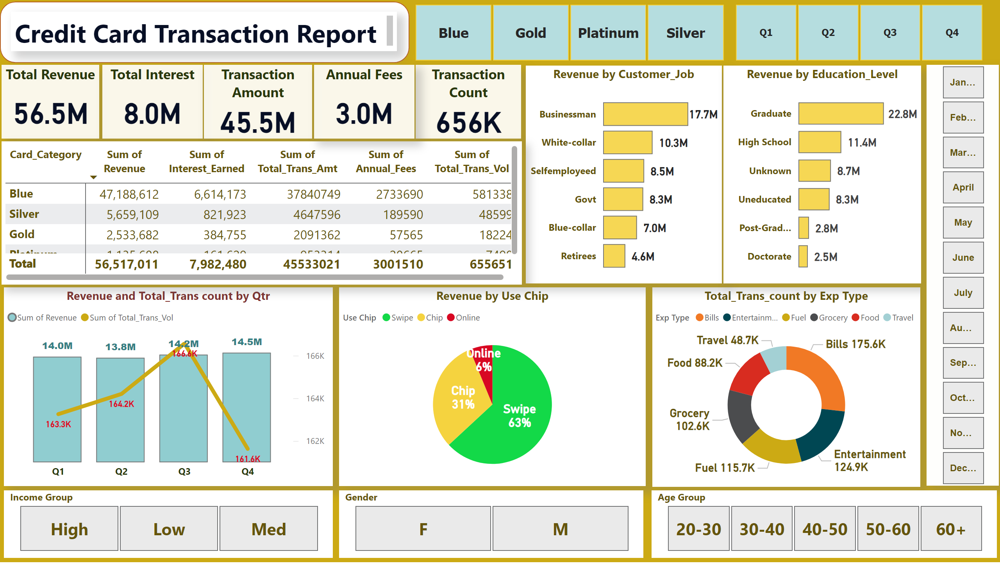 Credit Card Transaction Report
Blue
Gold
Platinum
Silver
Q1
Q2
Q3
Q4
Total Revenue
56.5M
Total Interest
8.0M
Transaction
Amount
45.5M
Annual Fees
3.0M
Transaction
Count
656K
Card_Category
Sum of
Revenue
Sum of
Interest_Earned
Sum of
Total_Trans_Amt
Sum of
Annual_Fees
Sum of
Total_Trans_Vol
Blue 47,188,612 6,614,173 37840749 2733690 581338
Silver 5,659,109 821,923 4647596 189590 48599
Gold 2,533,682 384,755 2091362 57565 18224
Total 56,517,011 7,982,480 45533021 3001510 655651
Revenue by Customer_Job
Businessman 17.7M
White-collar 10.3M
Selfemployeed 8.5M
Govt 8.3M
Blue-collar 7.0M
Retirees 4.6M
Revenue by Education_Level
Graduate 22.8M
High School 11.4M
Unknown 8.7M
Uneducated 8.3M
Post-Grad... 2.8M
Doctorate 2.5M
Jan...
Feb...
Mar...
April
May
June
July
Au...
Sep...
Oct...
No...
Dec...
Revenue and Total_Trans count by Qtr
Sum of Revenue Sum of Total_Trans_Vol
14.0M
13.8M
14.2M
14.5M
163.3K
164.2K
166.6K
161.6K
166K
164K
162K
Q1
Q2
Q3
Q4
Revenue by Use Chip
Use Chip Swipe Chip Online
Online
6%
Chip
31%
Swipe
63%
Total_Trans_count by Exp Type
Exp Type Bills Entertainm... Fuel Grocery Food Travel
Travel 48.7K
Bills 175.6K
Food 88.2K
Grocery
102.6K
Entertainment
124.9K
Fuel 115.7K
Income Group
High
Low
Med
Gender
F
M
Age Group
20-30
30-40
40-50
50-60
60+